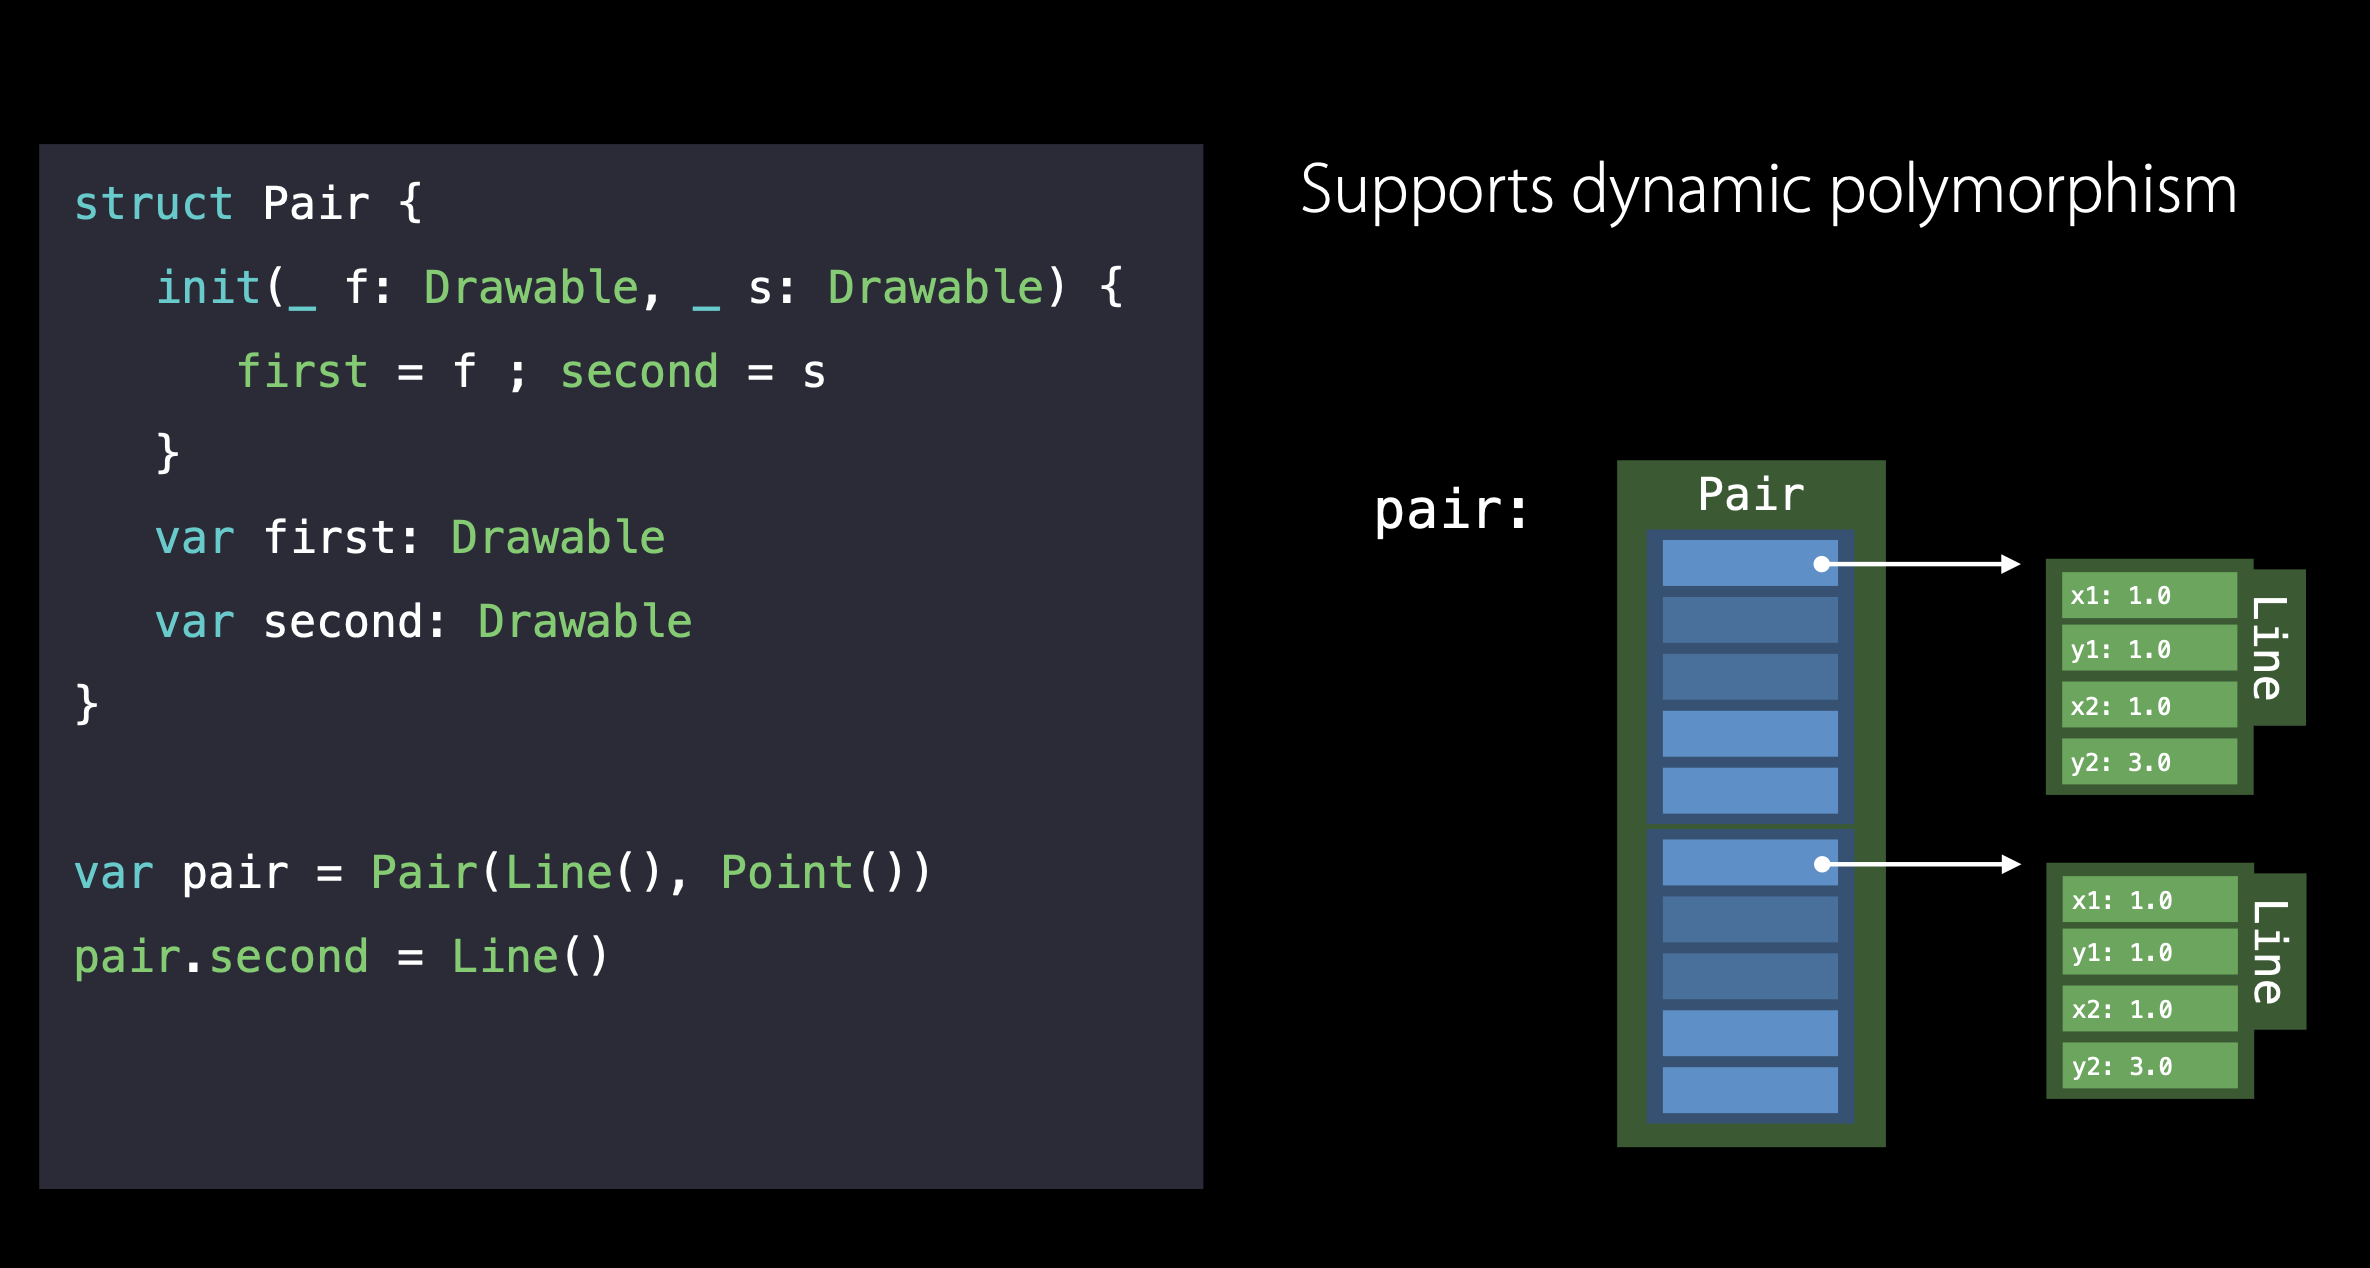 struct Pair {
init(_ f: Drawable, _ s: Drawable) {
first = f ; second = s
}
var first: Drawable
var second: Drawable
}
var pair = Pair(Line(), Point())
pair.second = Line()
Supports dynamic polymorphism
pair:
Pair
x1: 1.0
y1: 1.0
x2: 1.0
y2: 3.0
Line
x1: 1.0
y1: 1.0
x2: 1.0
y2: 3.0
Line